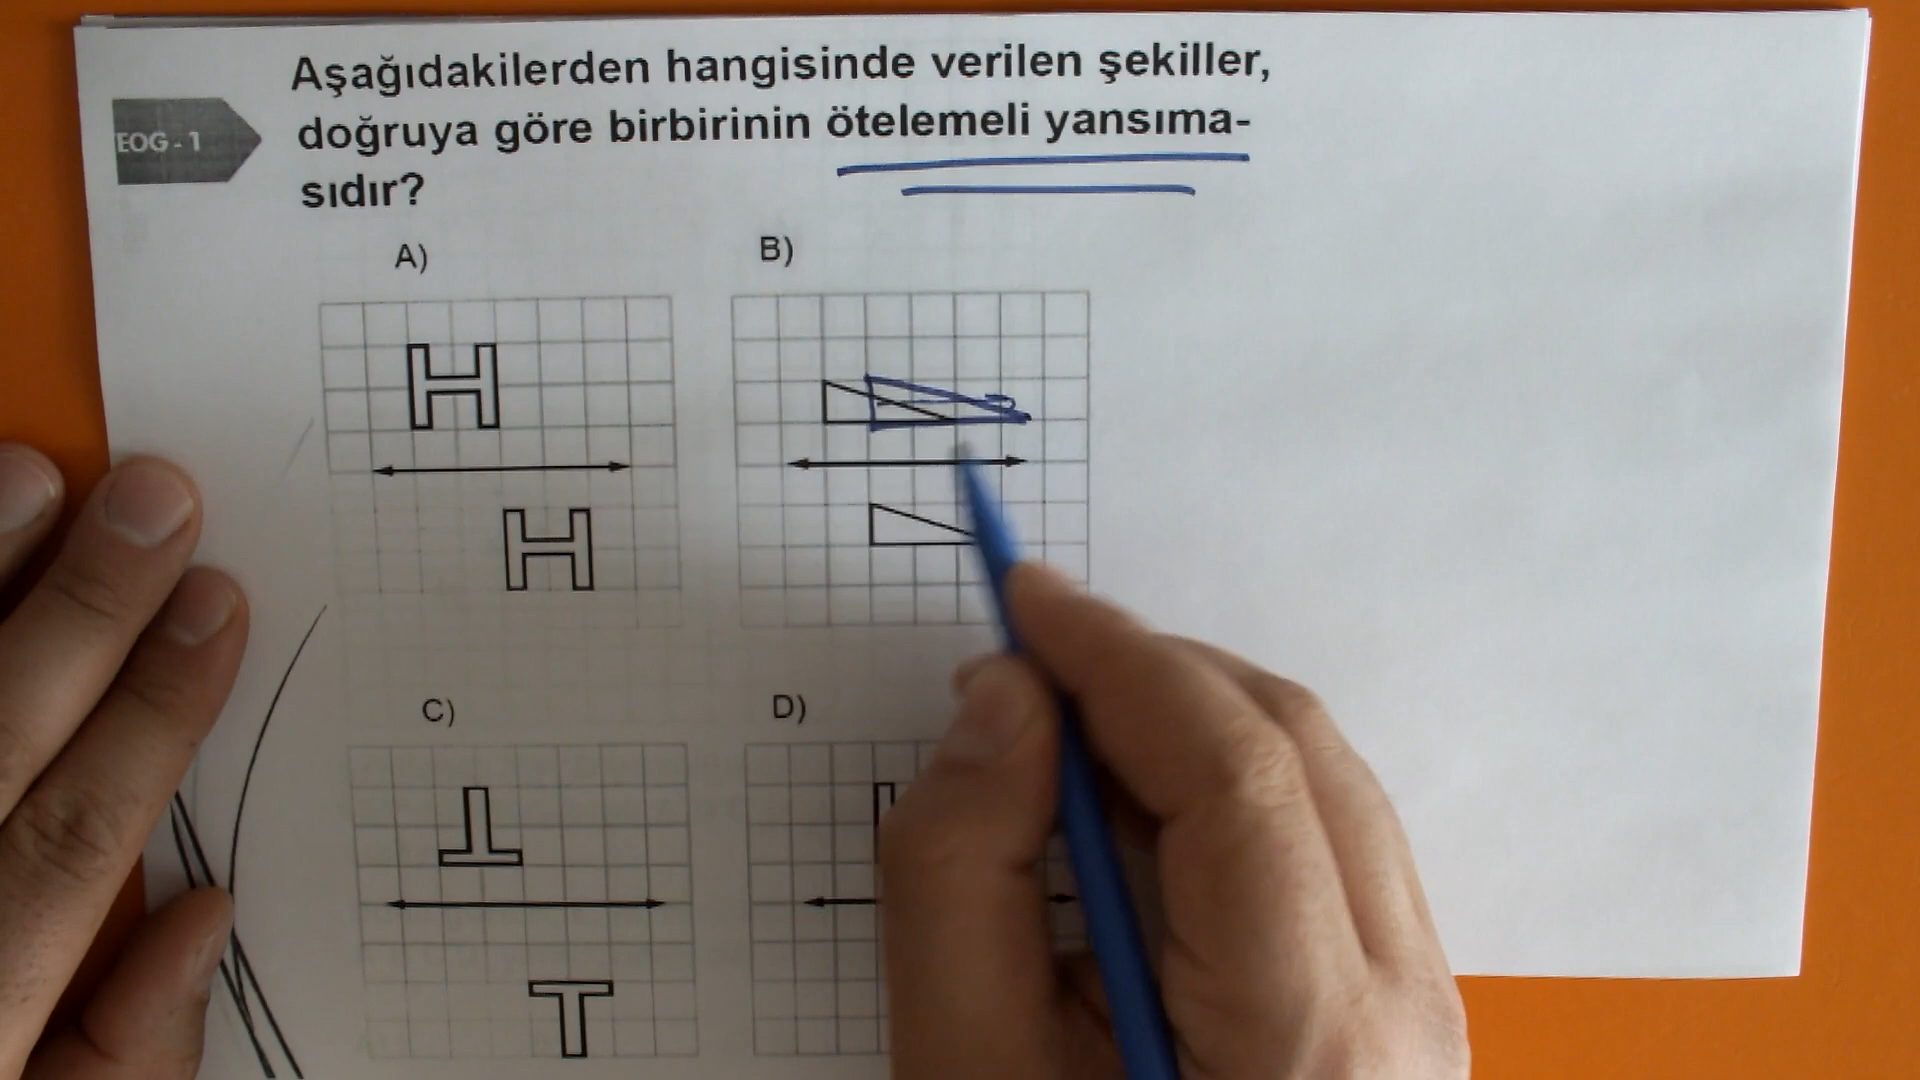 Aşağıdakilerden hangisinde verilen şekiller,
EOG - 1
doğruya göre birbirinin ötelemeli yansıma-
sıdır?
A)
B)
H
H
C)
D)
T